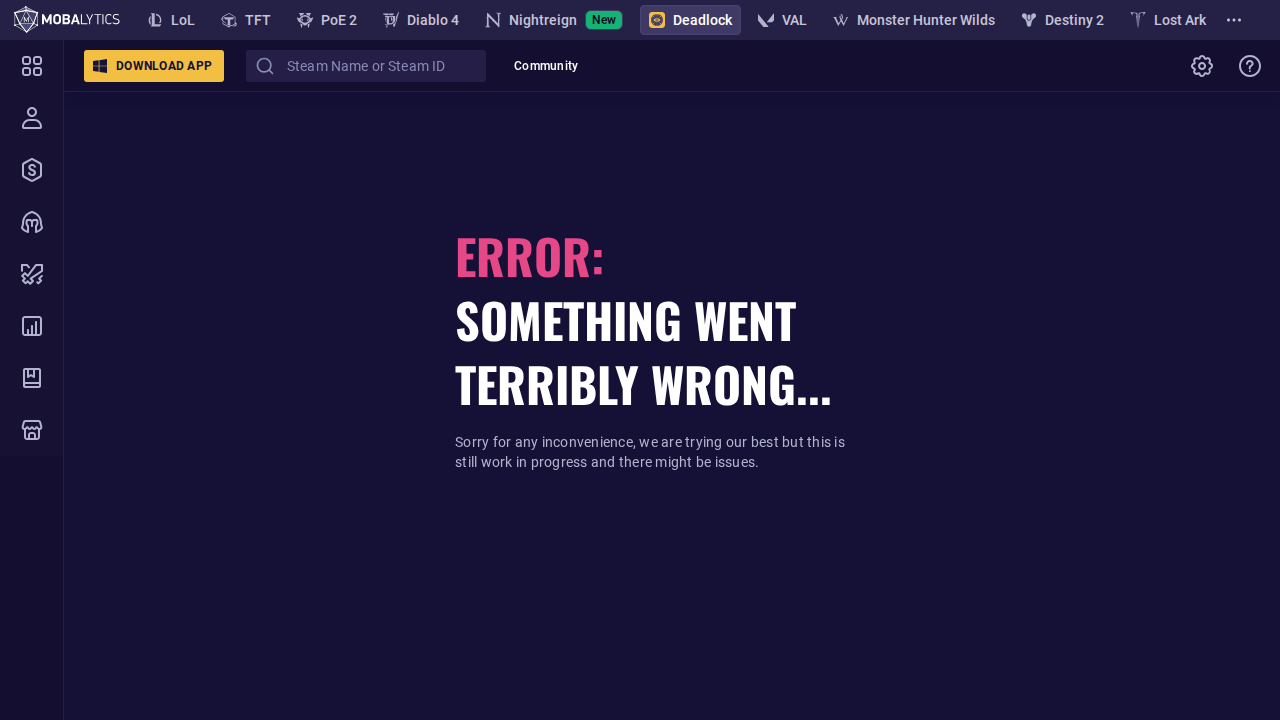 MOBALYTICS
LoL
TFT
PoE 2
Diablo 4
Nightreign New
Deadlock
VAL
Monster Hunter Wilds
Destiny 2
Lost Ark
DOWNLOAD APP
Steam Name or Steam ID
Community
ERROR:
SOMETHING WENT
TERRIBLY WRONG...
Sorry for any inconvenience, we are trying our best but this is
still work in progress and there might be issues.